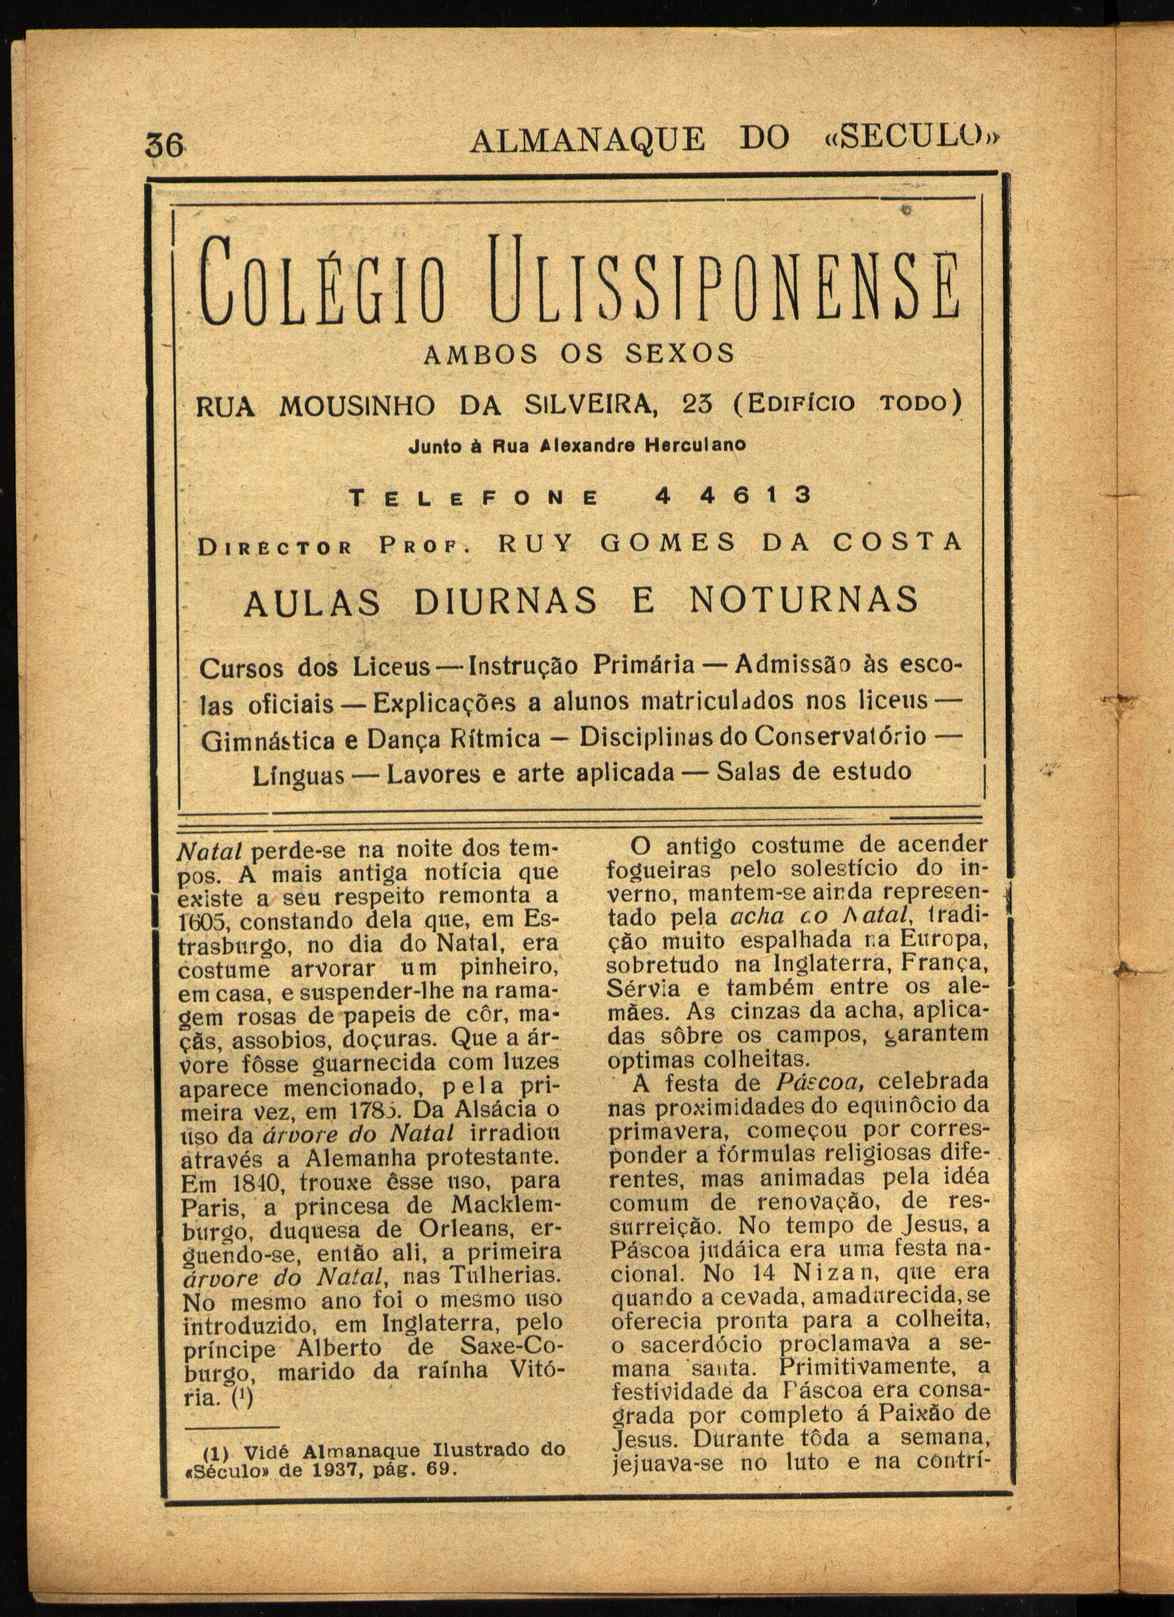 36
ALMANAQUE DO «SECULO»
COLÉGIO ULISSIPONENSE
AMBOS OS SEXOS
RUA MOUSINHO DA SILVEIRA, 23 (EDIFÍCIO TODO)
Junto à Rua Alexandre Herculano
TELEFONE 44613
DIRECTOR PROF. RUY GOMES DA COSTA
AULAS DIURNAS E NOTURNAS
Cursos dos Liceus — Instrução Primária — Admissão às esco-
las oficiais — Explicações a alunos matriculados nos liceus —
Gimnástica e Dança Rítmica — Disciplinas do Conservatório —
Línguas — Lavores e arte aplicada — Salas de estudo
Natal perde-se na noite dos tem-
pos. A mais antiga notícia que
existe a seu respeito remonta a
1605, constando dela que, em Es-
trasburgo, no dia do Natal, era
costume arvorar um pinheiro,
em casa, e suspender-lhe na rama-
gem rosas de papeis de côr, ma-
çãs, assobios, doçuras. Que a ár-
vore fôsse guarnecida com luzes
aparece mencionado, pela pri-
meira vez, em Da Alsácia o
uso da árvore do Natal irradiou
através a Alemanha protestante.
Em 1840, trouxe êsse uso, para
Paris, a princesa de Macklem-
burgo, duquesa de Orleans, er-
guendo-se, então ali, a primeira
árvore do Natal, nas Tulherias.
No mesmo ano foi o mesmo uso
introduzido, em Inglaterra, pelo
príncipe Alberto de Saxe-Co-
burgo, marido da raínha Vitó-
ria. (¹)
(1) Vidé Almanaque Ilustrado do
«Século» de 1937, pág. 69.
O antigo costume de acender
fogueiras pelo solestício do in-
verno, mantem-se ainda represen-
tado pela acha do Natal, tradi-
ção muito espalhada na Europa,
sobretudo na Inglaterra, França,
Sérvia e também entre os ale-
mães. As cinzas da acha, aplica-
das sôbre os campos, garantem
optimas colheitas.
A festa de Páscoa, celebrada
nas proximidades do equinôcio da
primavera, começou por corres-
ponder a fórmulas religiosas dife-
rentes, mas animadas pela idéa
comum de renovação, de res-
surreição. No tempo de Jesus, a
Páscoa judáica era uma festa na-
cional. No 14 Nizan, que era
quando a cevada, amadurecida, se
oferecia pronta para a colheita,
o sacerdócio proclamava a se-
mana santa. Primitivamente, a
festividade da Páscoa era consa-
grada por completo á Paixão de
Jesus. Durante tôda a semana,
jejuava-se no luto e na contrí-